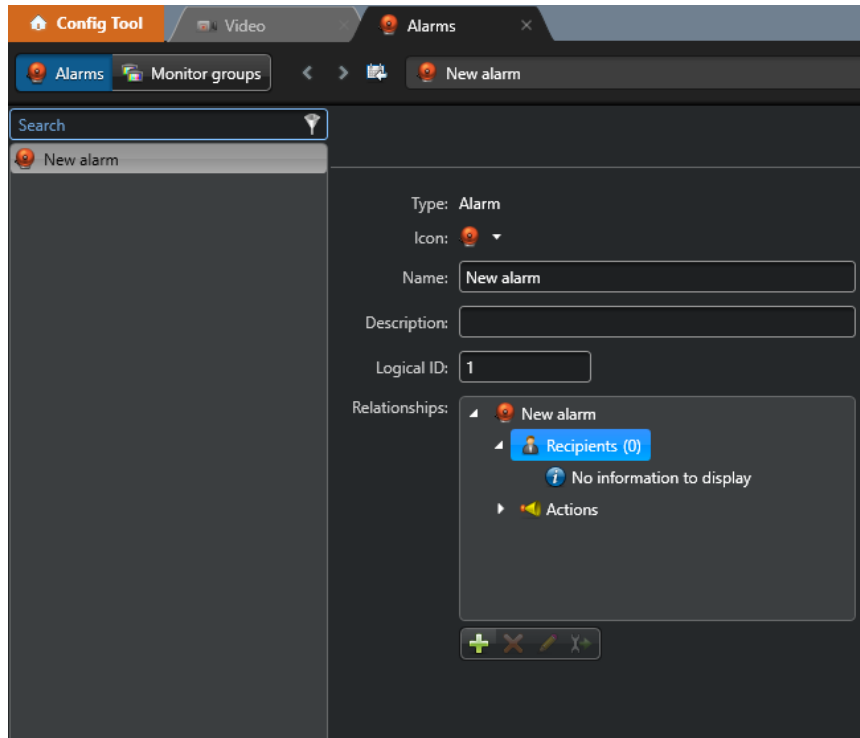 Config Tool
Video
Alarms
Alarms
Monitor groups
New alarm
Search
New alarm
Type: Alarm
Icon:
Name: New alarm
Description:
Logical ID: 1
Relationships:
New alarm
Recipients (0)
No information to display
Actions